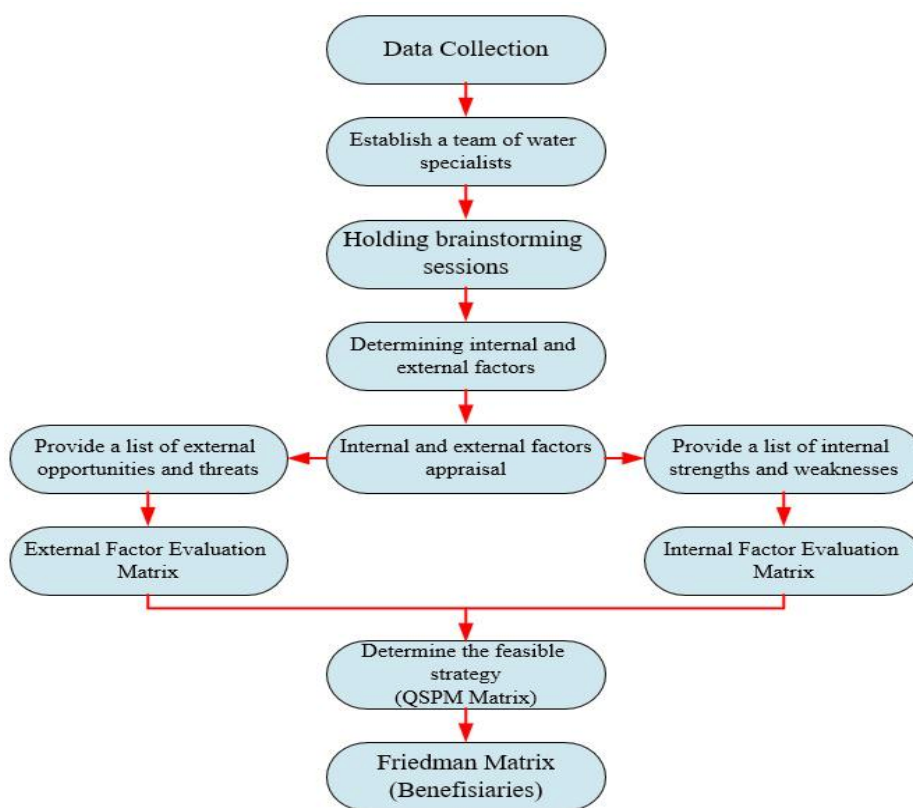 Data Collection
Establish a team of water
specialists
Holding brainstorming
sessions
Determining internal and
external factors
Provide a list of external
opportunities and threats
Internal and external factors
appraisal
Provide a list of internal
strengths and weaknesses
External Factor Evaluation
Matrix
Internal Factor Evaluation
Matrix
Determine the feasible
strategy
(QSPM Matrix)
Friedman Matrix
(Benefisiaries)